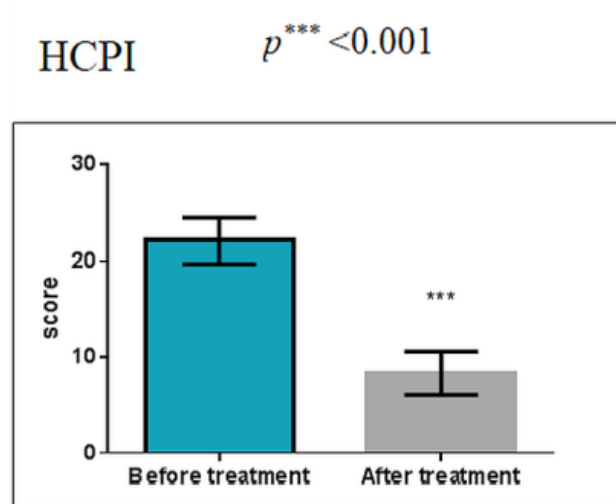 HCPI
p*** <0.001
30
20
10
0
score
***
Before treatment
After treatment